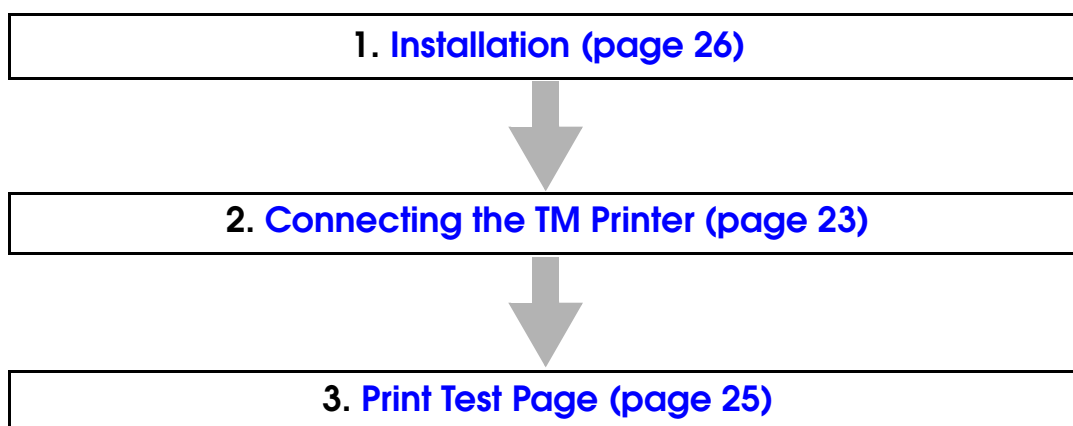 1. Installation (page 26)
2. Connecting the TM Printer (page 23)
3. Print Test Page (page 25)